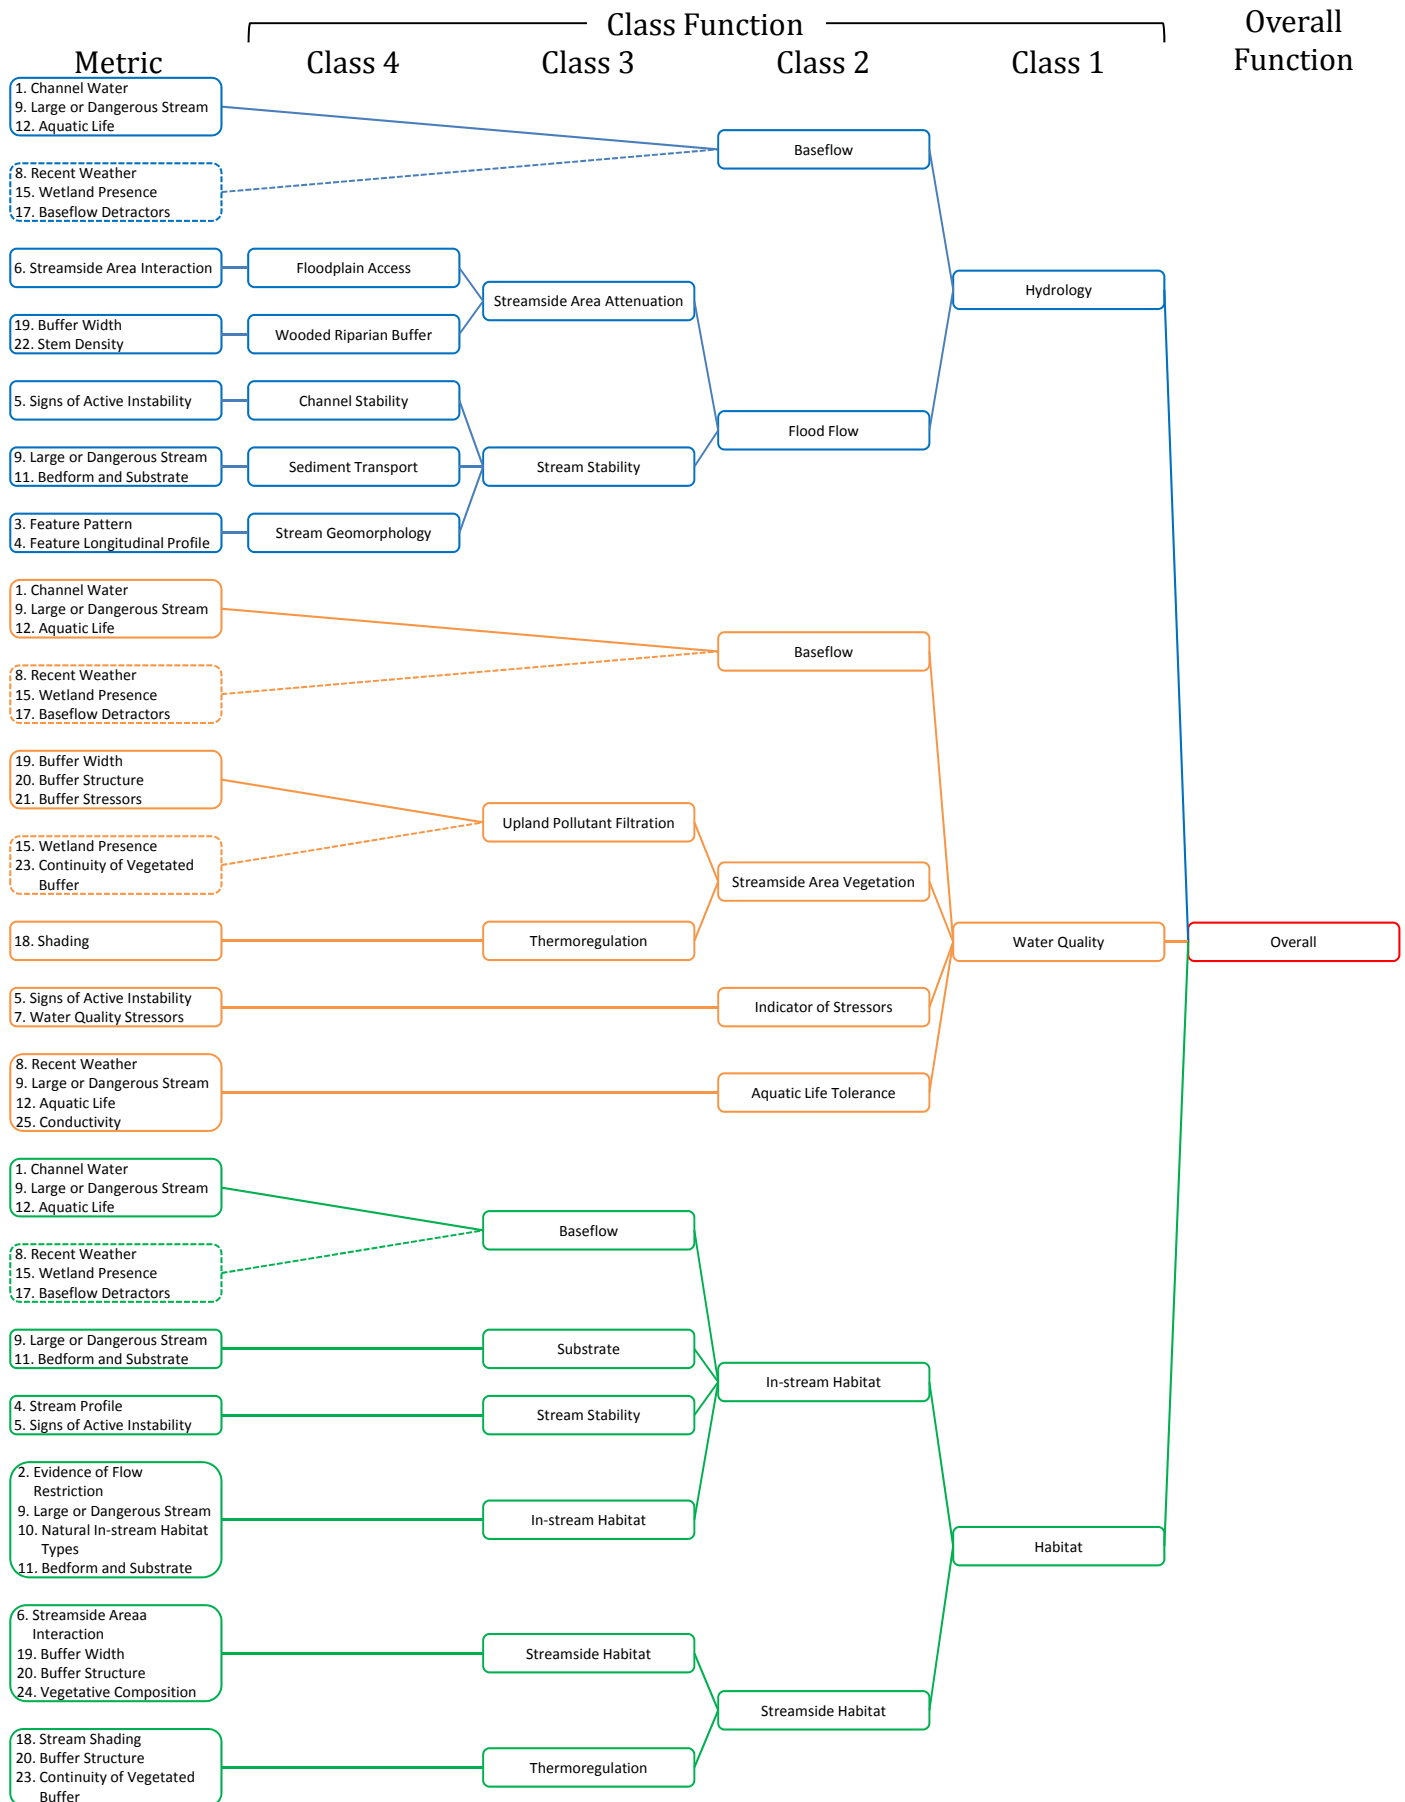 Class Function
Overall
Function
Metric
Class 4
Class 3
Class 2
Class 1
1. Channel Water
9. Large or Dangerous Stream
12. Aquatic Life
Baseflow
8. Recent Weather
15. Wetland Presence
17. Baseflow Detractors
6. Streamside Area Interaction
Floodplain Access
Streamside Area Attenuation
Hydrology
19. Buffer Width
22. Stem Density
Wooded Riparian Buffer
5. Signs of Active Instability
Channel Stability
Flood Flow
9. Large or Dangerous Stream
11. Bedform and Substrate
Sediment Transport
Stream Stability
3. Feature Pattern
4. Feature Longitudinal Profile
Stream Geomorphology
1. Channel Water
9. Large or Dangerous Stream
12. Aquatic Life
Baseflow
8. Recent Weather
15. Wetland Presence
17. Baseflow Detractors
19. Buffer Width
20. Buffer Structure
21. Buffer Stressors
Upland Pollutant Filtration
15. Wetland Presence
23. Continuity of Vegetated
Buffer
Streamside Area Vegetation
18. Shading
Thermoregulation
Water Quality
Overall
5. Signs of Active Instability
7. Water Quality Stressors
Indicator of Stressors
8. Recent Weather
9. Large or Dangerous Stream
12. Aquatic Life
25. Conductivity
Aquatic Life Tolerance
1. Channel Water
9. Large or Dangerous Stream
12. Aquatic Life
Baseflow
8. Recent Weather
15. Wetland Presence
17. Baseflow Detractors
9. Large or Dangerous Stream
11. Bedform and Substrate
Substrate
In-stream Habitat
4. Stream Profile
5. Signs of Active Instability
Stream Stability
2. Evidence of Flow
Restriction
9. Large or Dangerous Stream
10. Natural In-stream Habitat
Types
11. Bedform and Substrate
In-stream Habitat
Habitat
6. Streamside Areaa
Interaction
19. Buffer Width
20. Buffer Structure
24. Vegetative Composition
Streamside Habitat
Streamside Habitat
18. Stream Shading
20. Buffer Structure
23. Continuity of Vegetated
Buffer
Thermoregulation